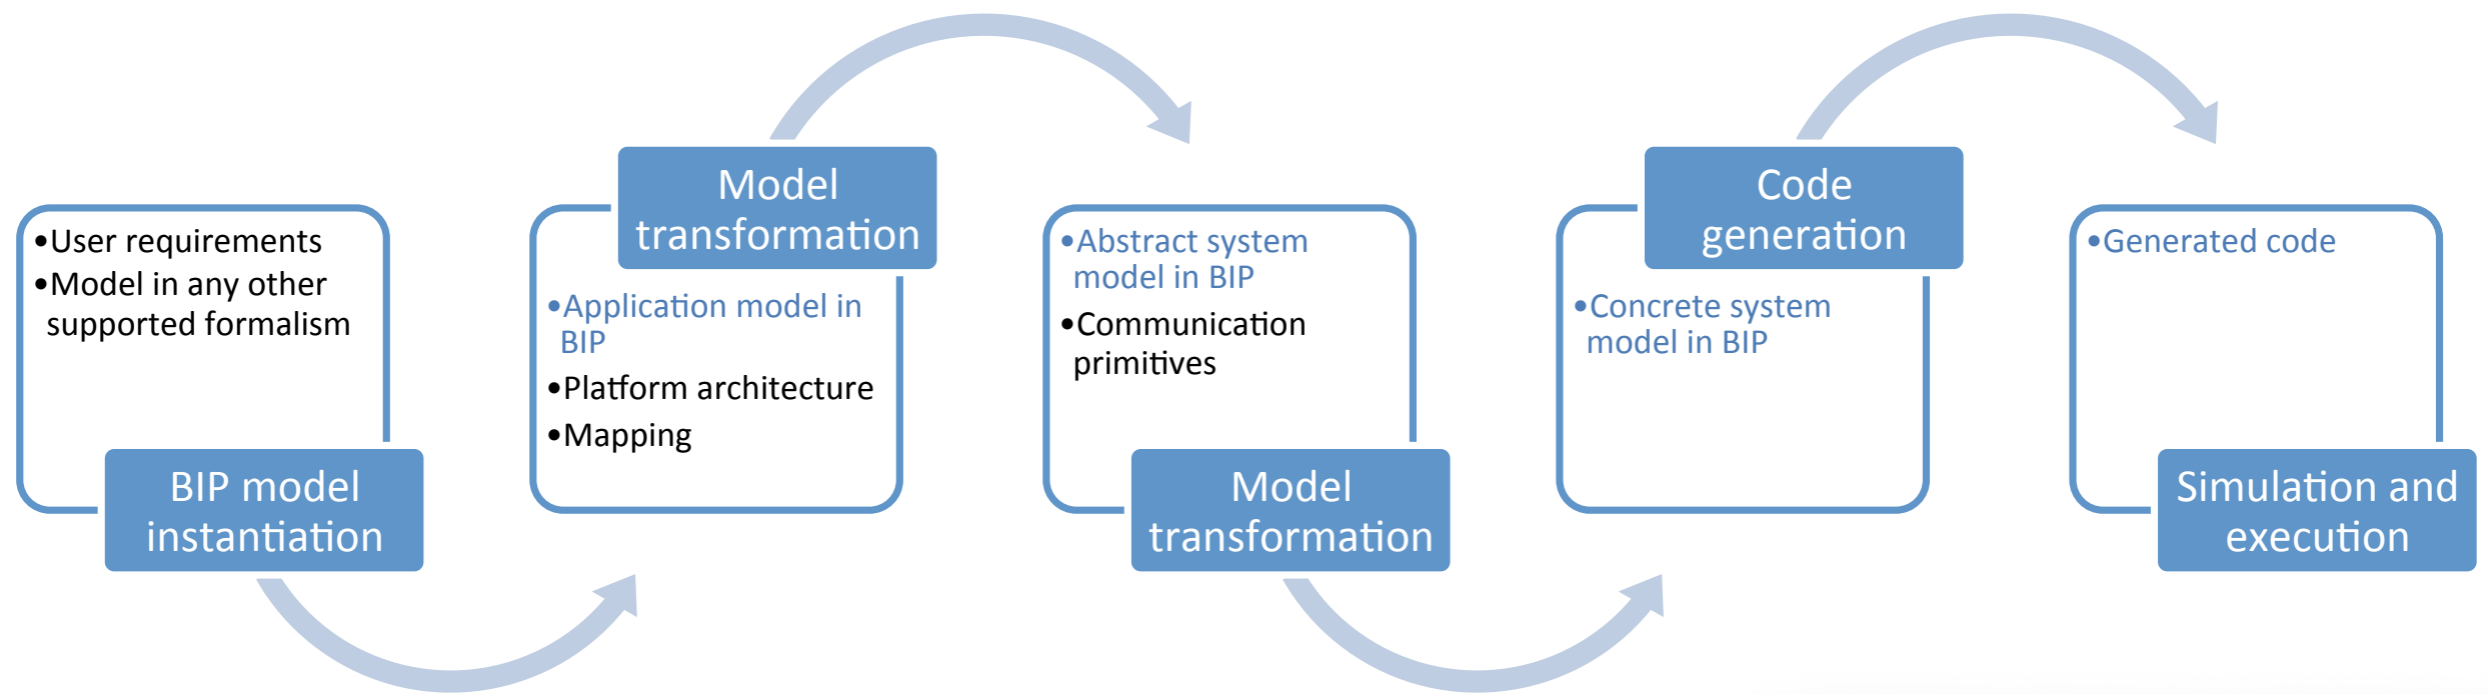 •User requirements
•Model in any other
supported formalism
BIP model
instantiation
Model
transformation
•Application model in
BIP
•Platform architecture
•Mapping
•Abstract system
model in BIP
•Communication
primitives
Model
transformation
Code
generation
•Concrete system
model in BIP
•Generated code
Simulation and
execution